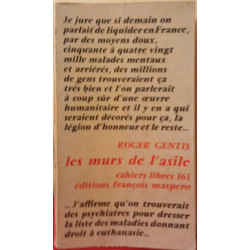 Je jure que si demain on
parlait de liquider en France,
par des moyens doux,
cinquante à quatre vingt
mille malades mentaux
et arriérés, des millions
de gens trouveraient ça
très bien et l'on parlerait
à coup sûr d'une œuvre
humanitaire et il y en a qui
seraient décorés pour ça, la
légion d'honneur et le reste...
ROGER GENTIS
les murs de l'asile
cahiers libres 163
éditions françois maspero
... J'affirme qu'on trouverait
des psychiatres pour dresser
la liste des maladies donnant
droit à euthanasie...